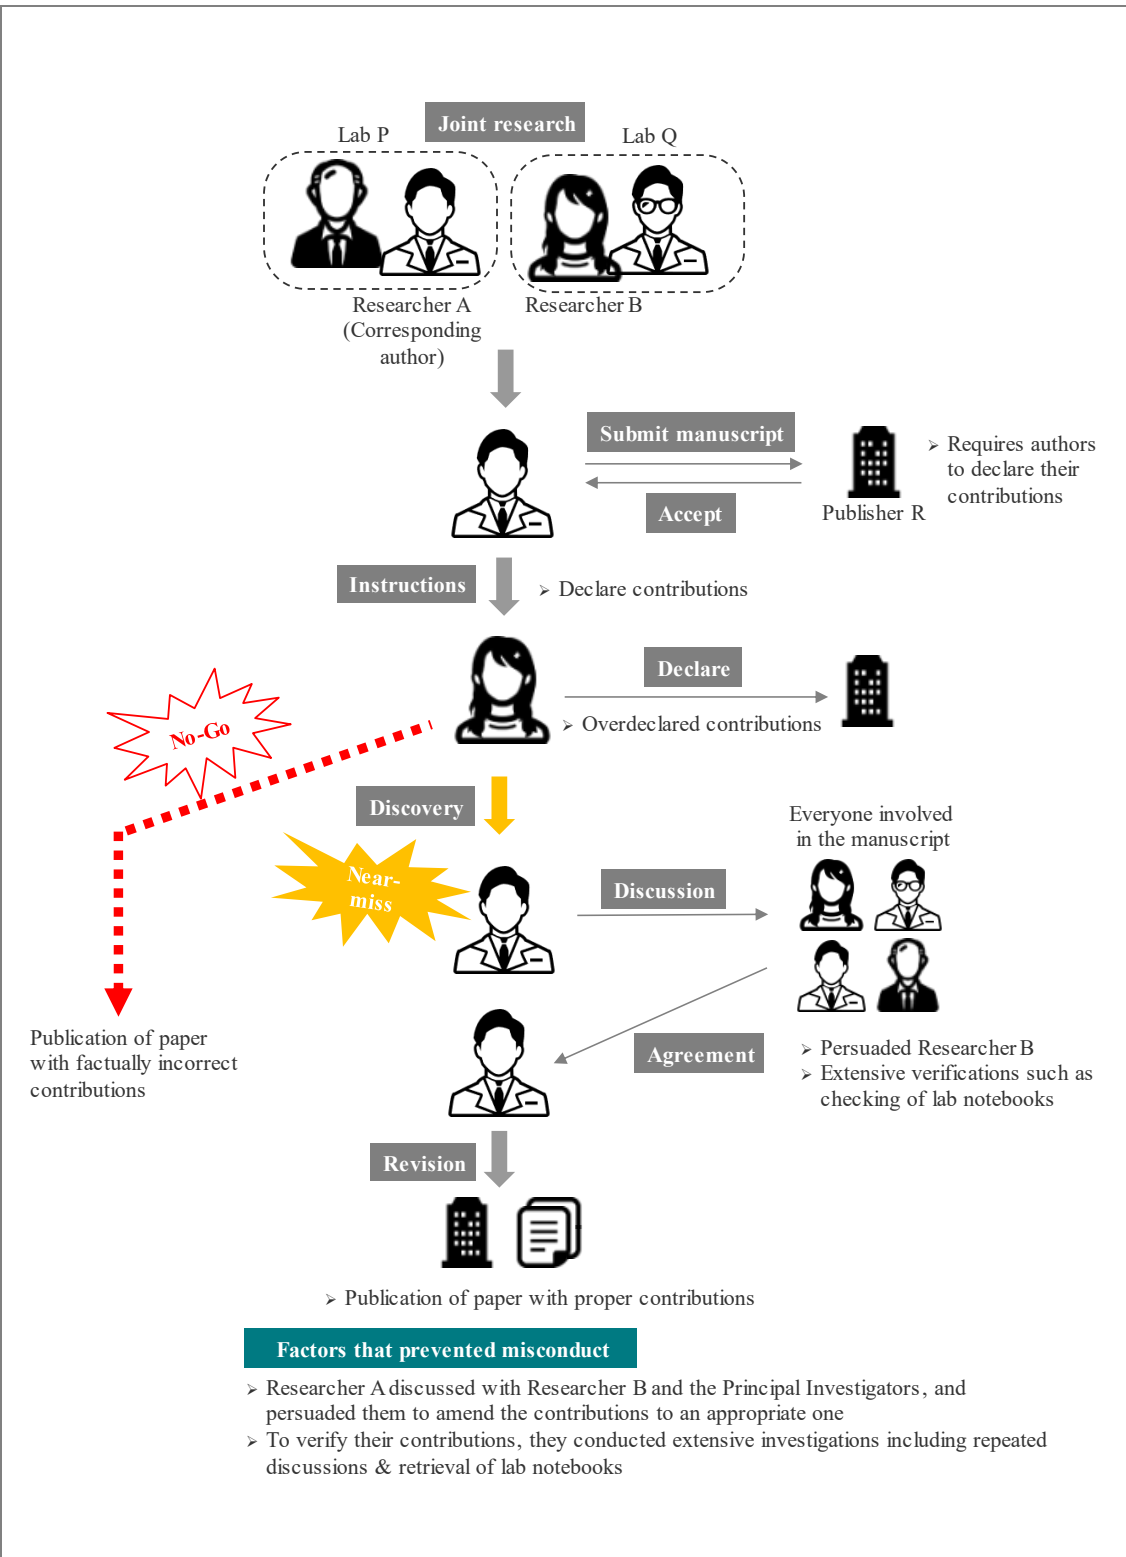 Joint research
Lab P
Lab Q
Researcher A
(Corresponding
author)
Researcher B
Submit manuscript
Accept
Publisher R
➢ Requires authors
to declare their
contributions
Instructions
➢ Declare contributions
Declare
➢ Overdeclared contributions
No-Go
Discovery
Near-
miss
Everyone involved
in the manuscript
Discussion
Publication of paper
with factually incorrect
contributions
Agreement
➢ Persuaded Researcher B
➢ Extensive verifications such as
checking of lab notebooks
Revision
➢ Publication of paper with proper contributions
Factors that prevented misconduct
➢ Researcher A discussed with Researcher B and the Principal Investigators, and
persuaded them to amend the contributions to an appropriate one
➢ To verify their contributions, they conducted extensive investigations including repeated
discussions & retrieval of lab notebooks